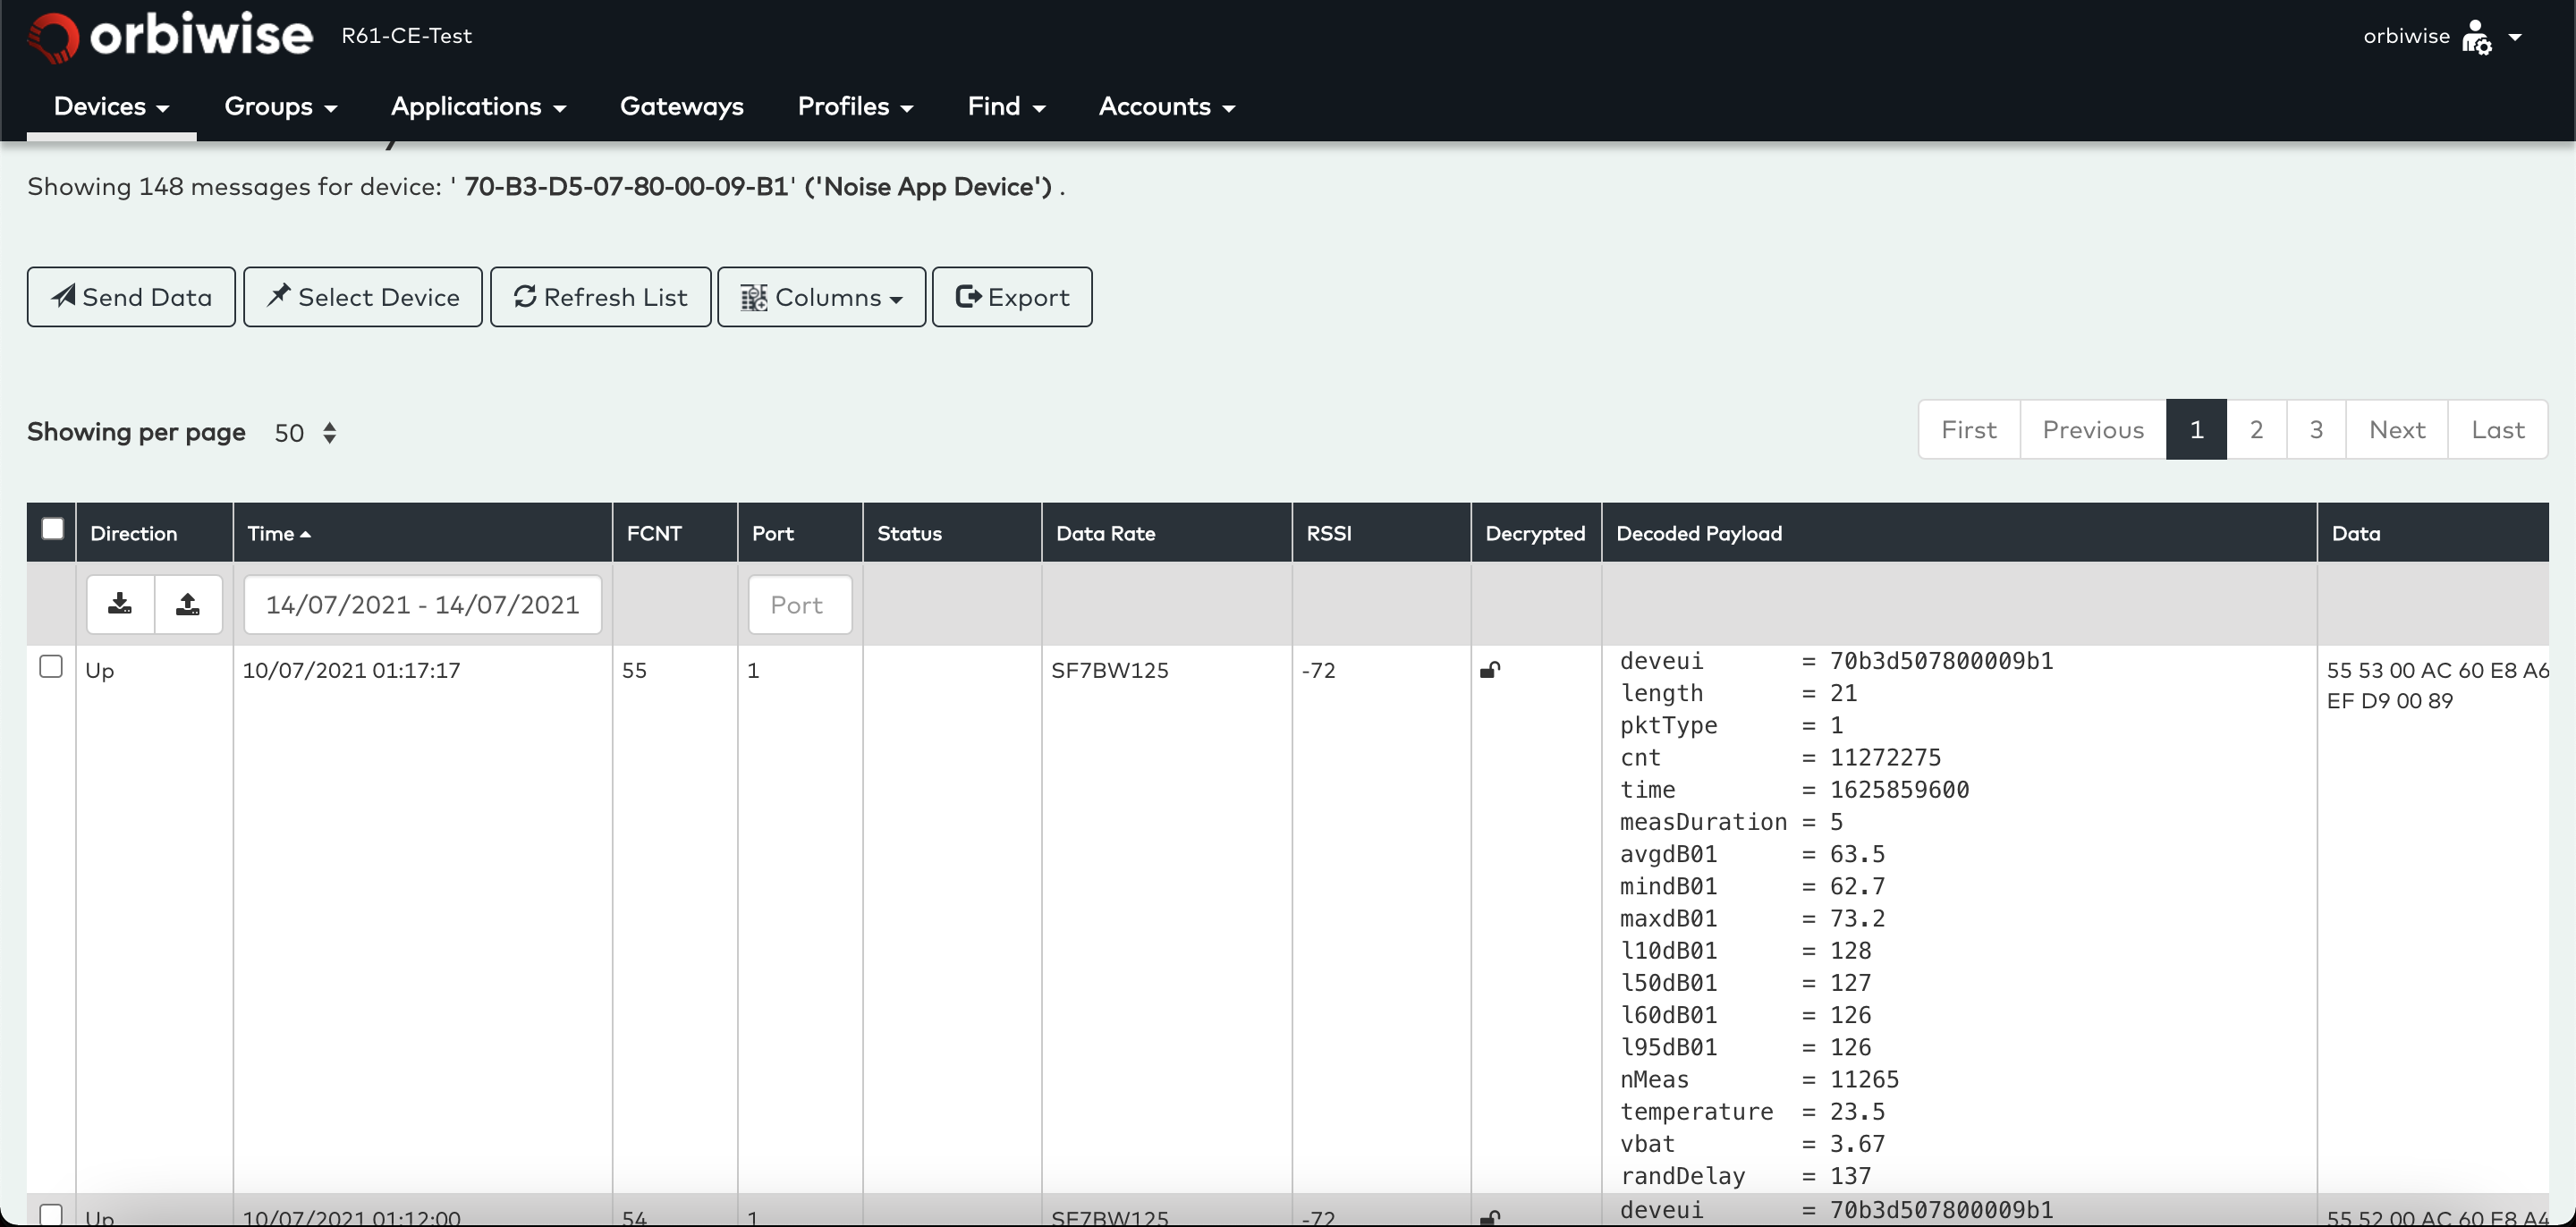 orbiwise R61-CE-Test orbiwise
Devices Groups Applications Gateways Profiles Find Accounts
Showing 148 messages for device: ' 70-B3-D5-07-80-00-09-B1' ('Noise App Device') .
Send Data Select Device Refresh List Columns Export
Showing per page 50 First Previous 1 2 3 Next Last
Direction Time FCNT Port Status Data Rate RSSI Decrypted Decoded Payload Data
14/07/2021 - 14/07/2021 Port
Up 10/07/2021 01:17:17 55 1 SF7BW125 -72 deveui = 70b3d507800009b1 55 53 00 AC 60 E8 A6
length = 21 EF D9 00 89
pktType = 1
cnt = 11272275
time = 1625859600
measDuration = 5
avgdB01 = 63.5
mindB01 = 62.7
maxdB01 = 73.2
l10dB01 = 128
l50dB01 = 127
l60dB01 = 126
l95dB01 = 126
nMeas = 11265
temperature = 23.5
vbat = 3.67
randDelay = 137
Up 10/07/2021 01:12:00 54 1 SF7BW125 -72 deveui = 70b3d507800009b1 55 52 00 AC 60 E8 A4